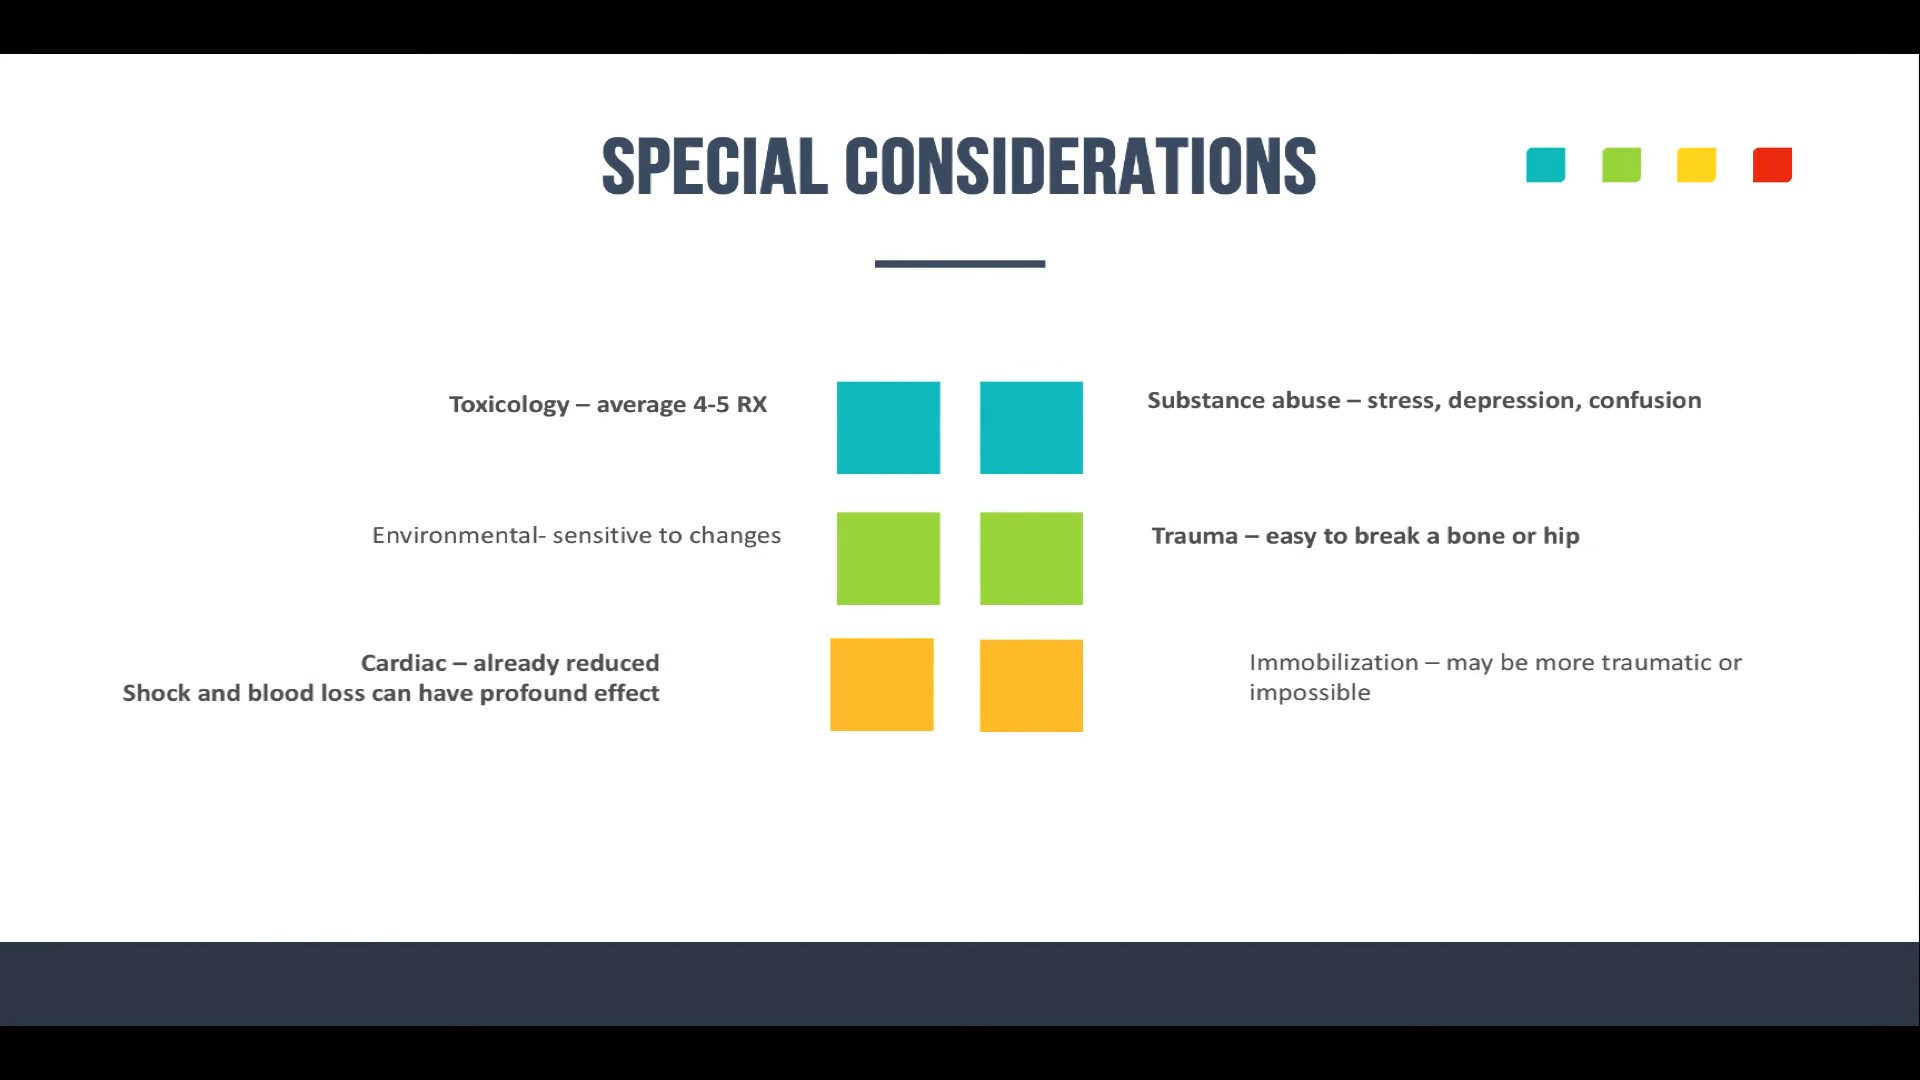 SPECIAL CONSIDERATIONS
Toxicology – average 4-5 RX
Substance abuse – stress, depression, confusion
Environmental- sensitive to changes
Trauma – easy to break a bone or hip
Cardiac – already reduced
Shock and blood loss can have profound effect
Immobilization – may be more traumatic or
impossible